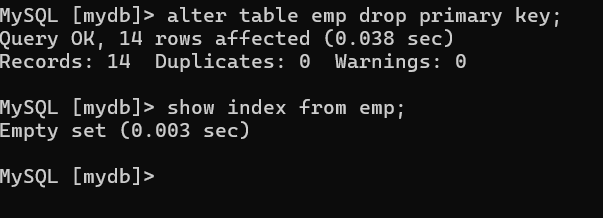 MySQL [mydb]> alter table emp drop primary key;
Query OK, 14 rows affected (0.038 sec)
Records: 14  Duplicates: 0  Warnings: 0
MySQL [mydb]> show index from emp;
Empty set (0.003 sec)
MySQL [mydb]>